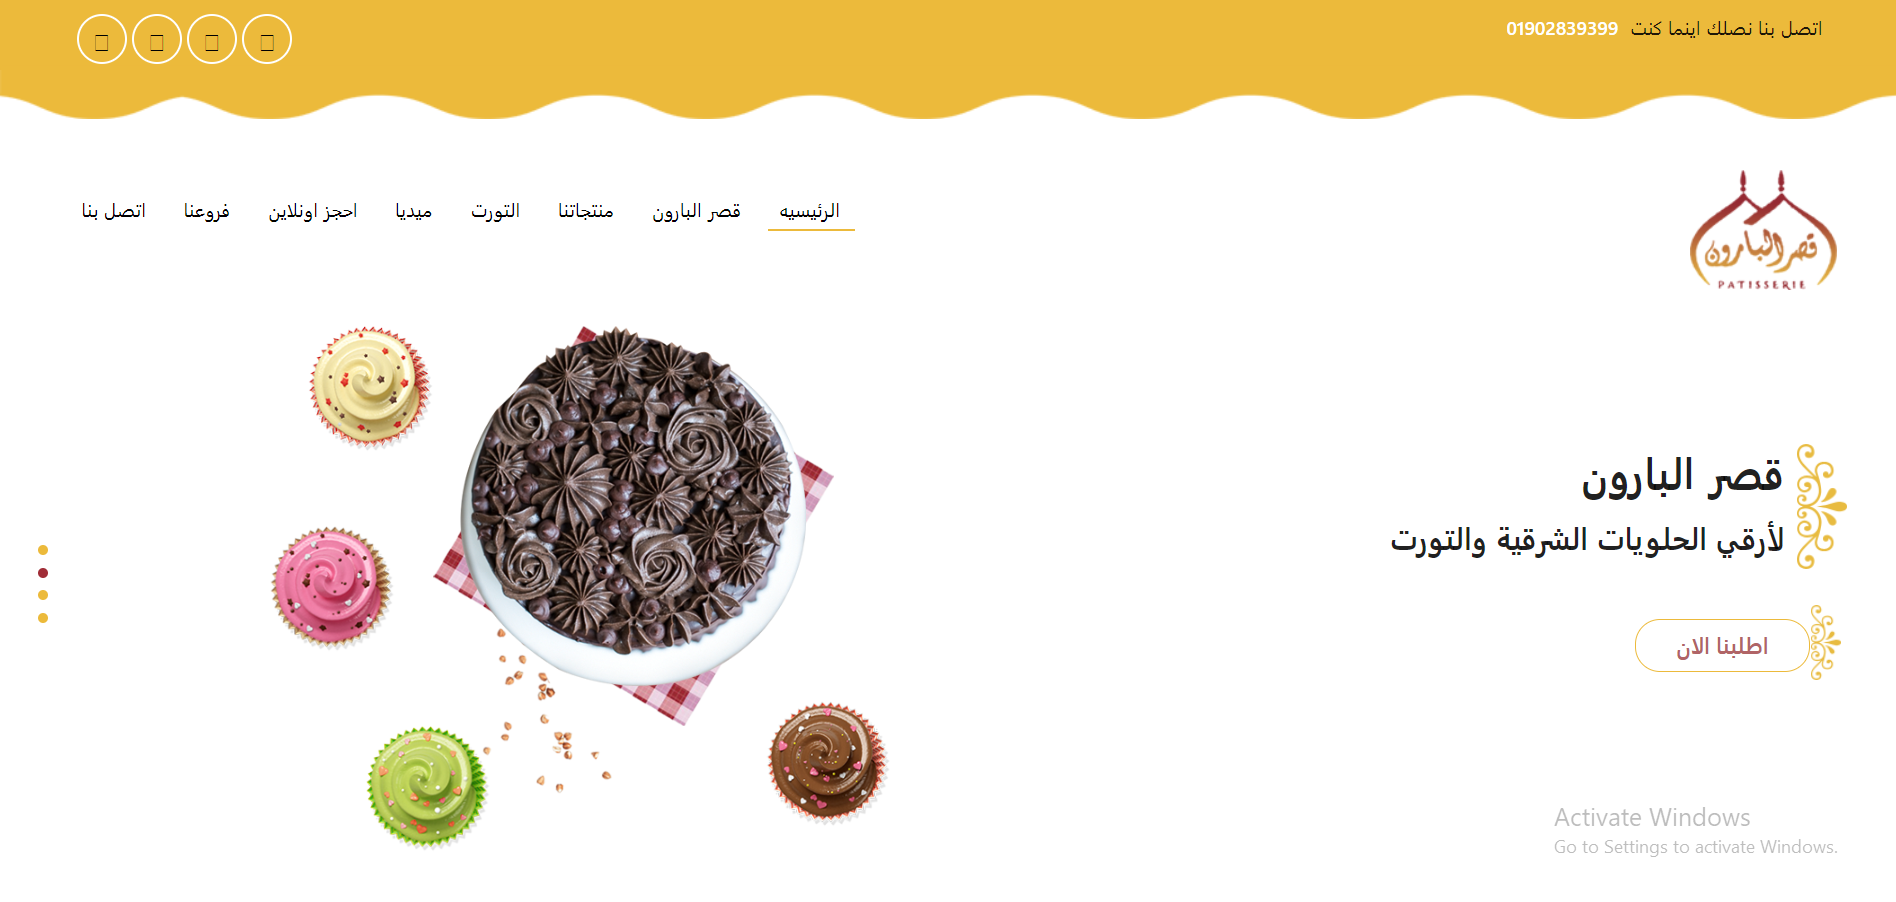 اتصل بنا نصلك اينما كنت 01902839399
قصر البارون
PATISSERIE
الرئيسيه قصر البارون منتجاتنا التورت ميديا احجز اونلاين فروعنا اتصل بنا
قصر البارون
لأرقي الحلويات الشرقية والتورت
اطلبنا الان
Activate Windows
Go to Settings to activate Windows.